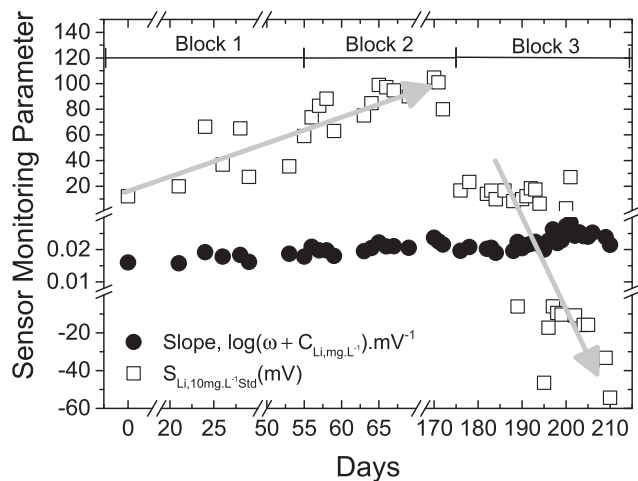 Sensor Monitoring Parameter
140
120
100
80
60
40
20
0.02
0.01
-20
-40
-60
Block 1
Block 2
Block 3
Slope, log(ω + C_Li,mg.L⁻¹).mV⁻¹
S_Li,10mg.L⁻¹Std(mV)
0 20 25 50 55 60 65 170 180 190 200 210
Days